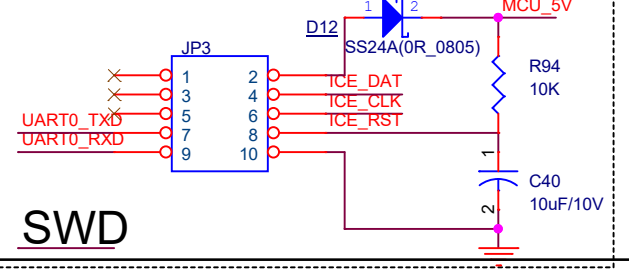 1 2 MCU_5V
D12
SS24A(0R_0805)
JP3
R94
10K
1 2 ICE_DAT
3 4 ICE_CLK
5 6 ICE_RST
UART0_TXD 7 8
UART0_RXD 9 10
1
C40
10uF/10V
2
SWD